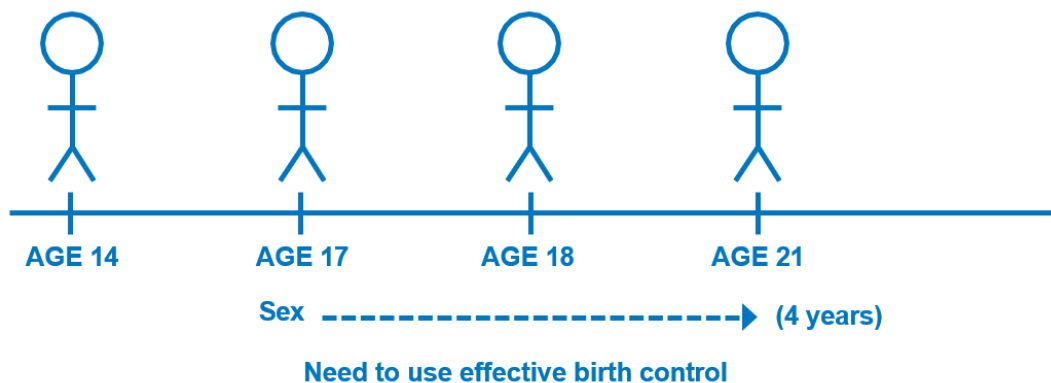 AGE 14 AGE 17 AGE 18 AGE 21
Sex (4 years)
Need to use effective birth control